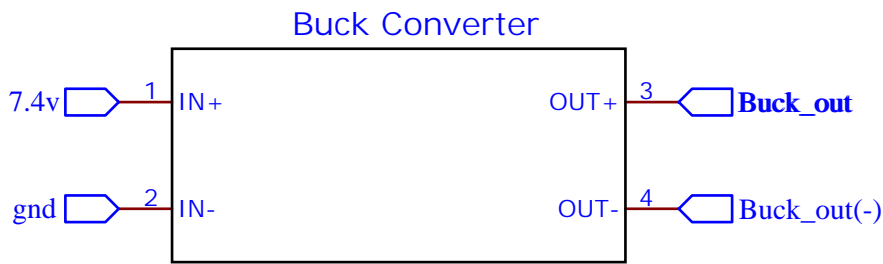 Buck Converter
7.4v 1 IN+ OUT+ 3 Buck_out
gnd 2 IN- OUT- 4 Buck_out(-)